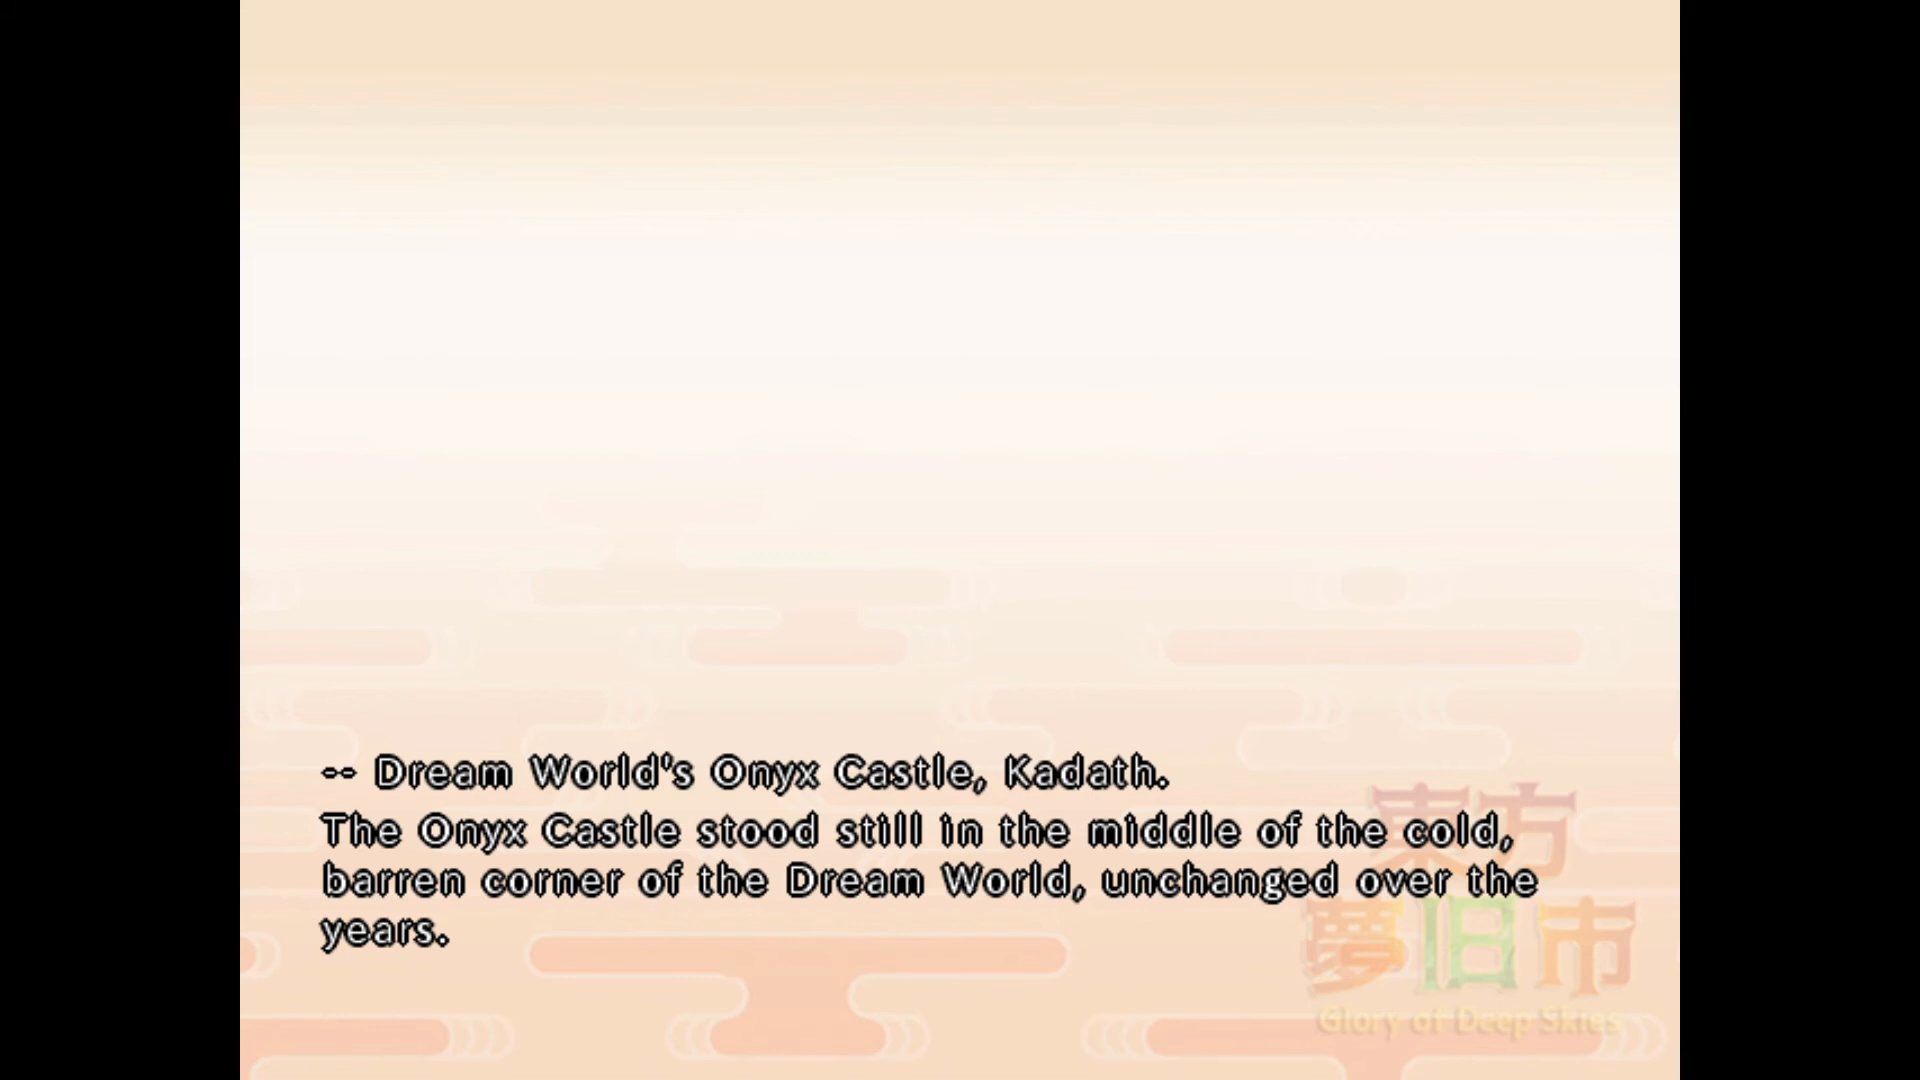 -- Dream World's Onyx Castle, Kadath.
The Onyx Castle stood still in the middle of the cold,
barren corner of the Dream World, unchanged over the
years.
東方
夢旧市
Glory of Deep Skies